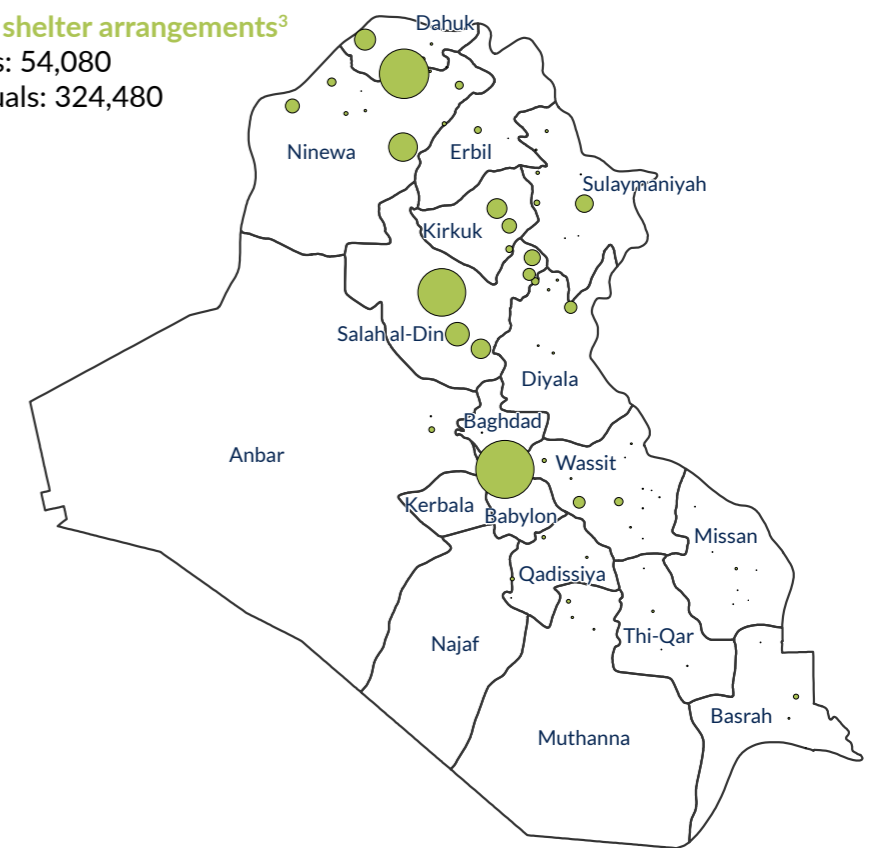 shelter arrangements³
s: 54,080
uals: 324,480
Dahuk
Ninewa
Erbil
Sulaymaniyah
Kirkuk
Salah al-Din
Diyala
Baghdad
Anbar
Wassit
Kerbala
Babylon
Missan
Qadissiya
Najaf
Thi-Qar
Basrah
Muthanna